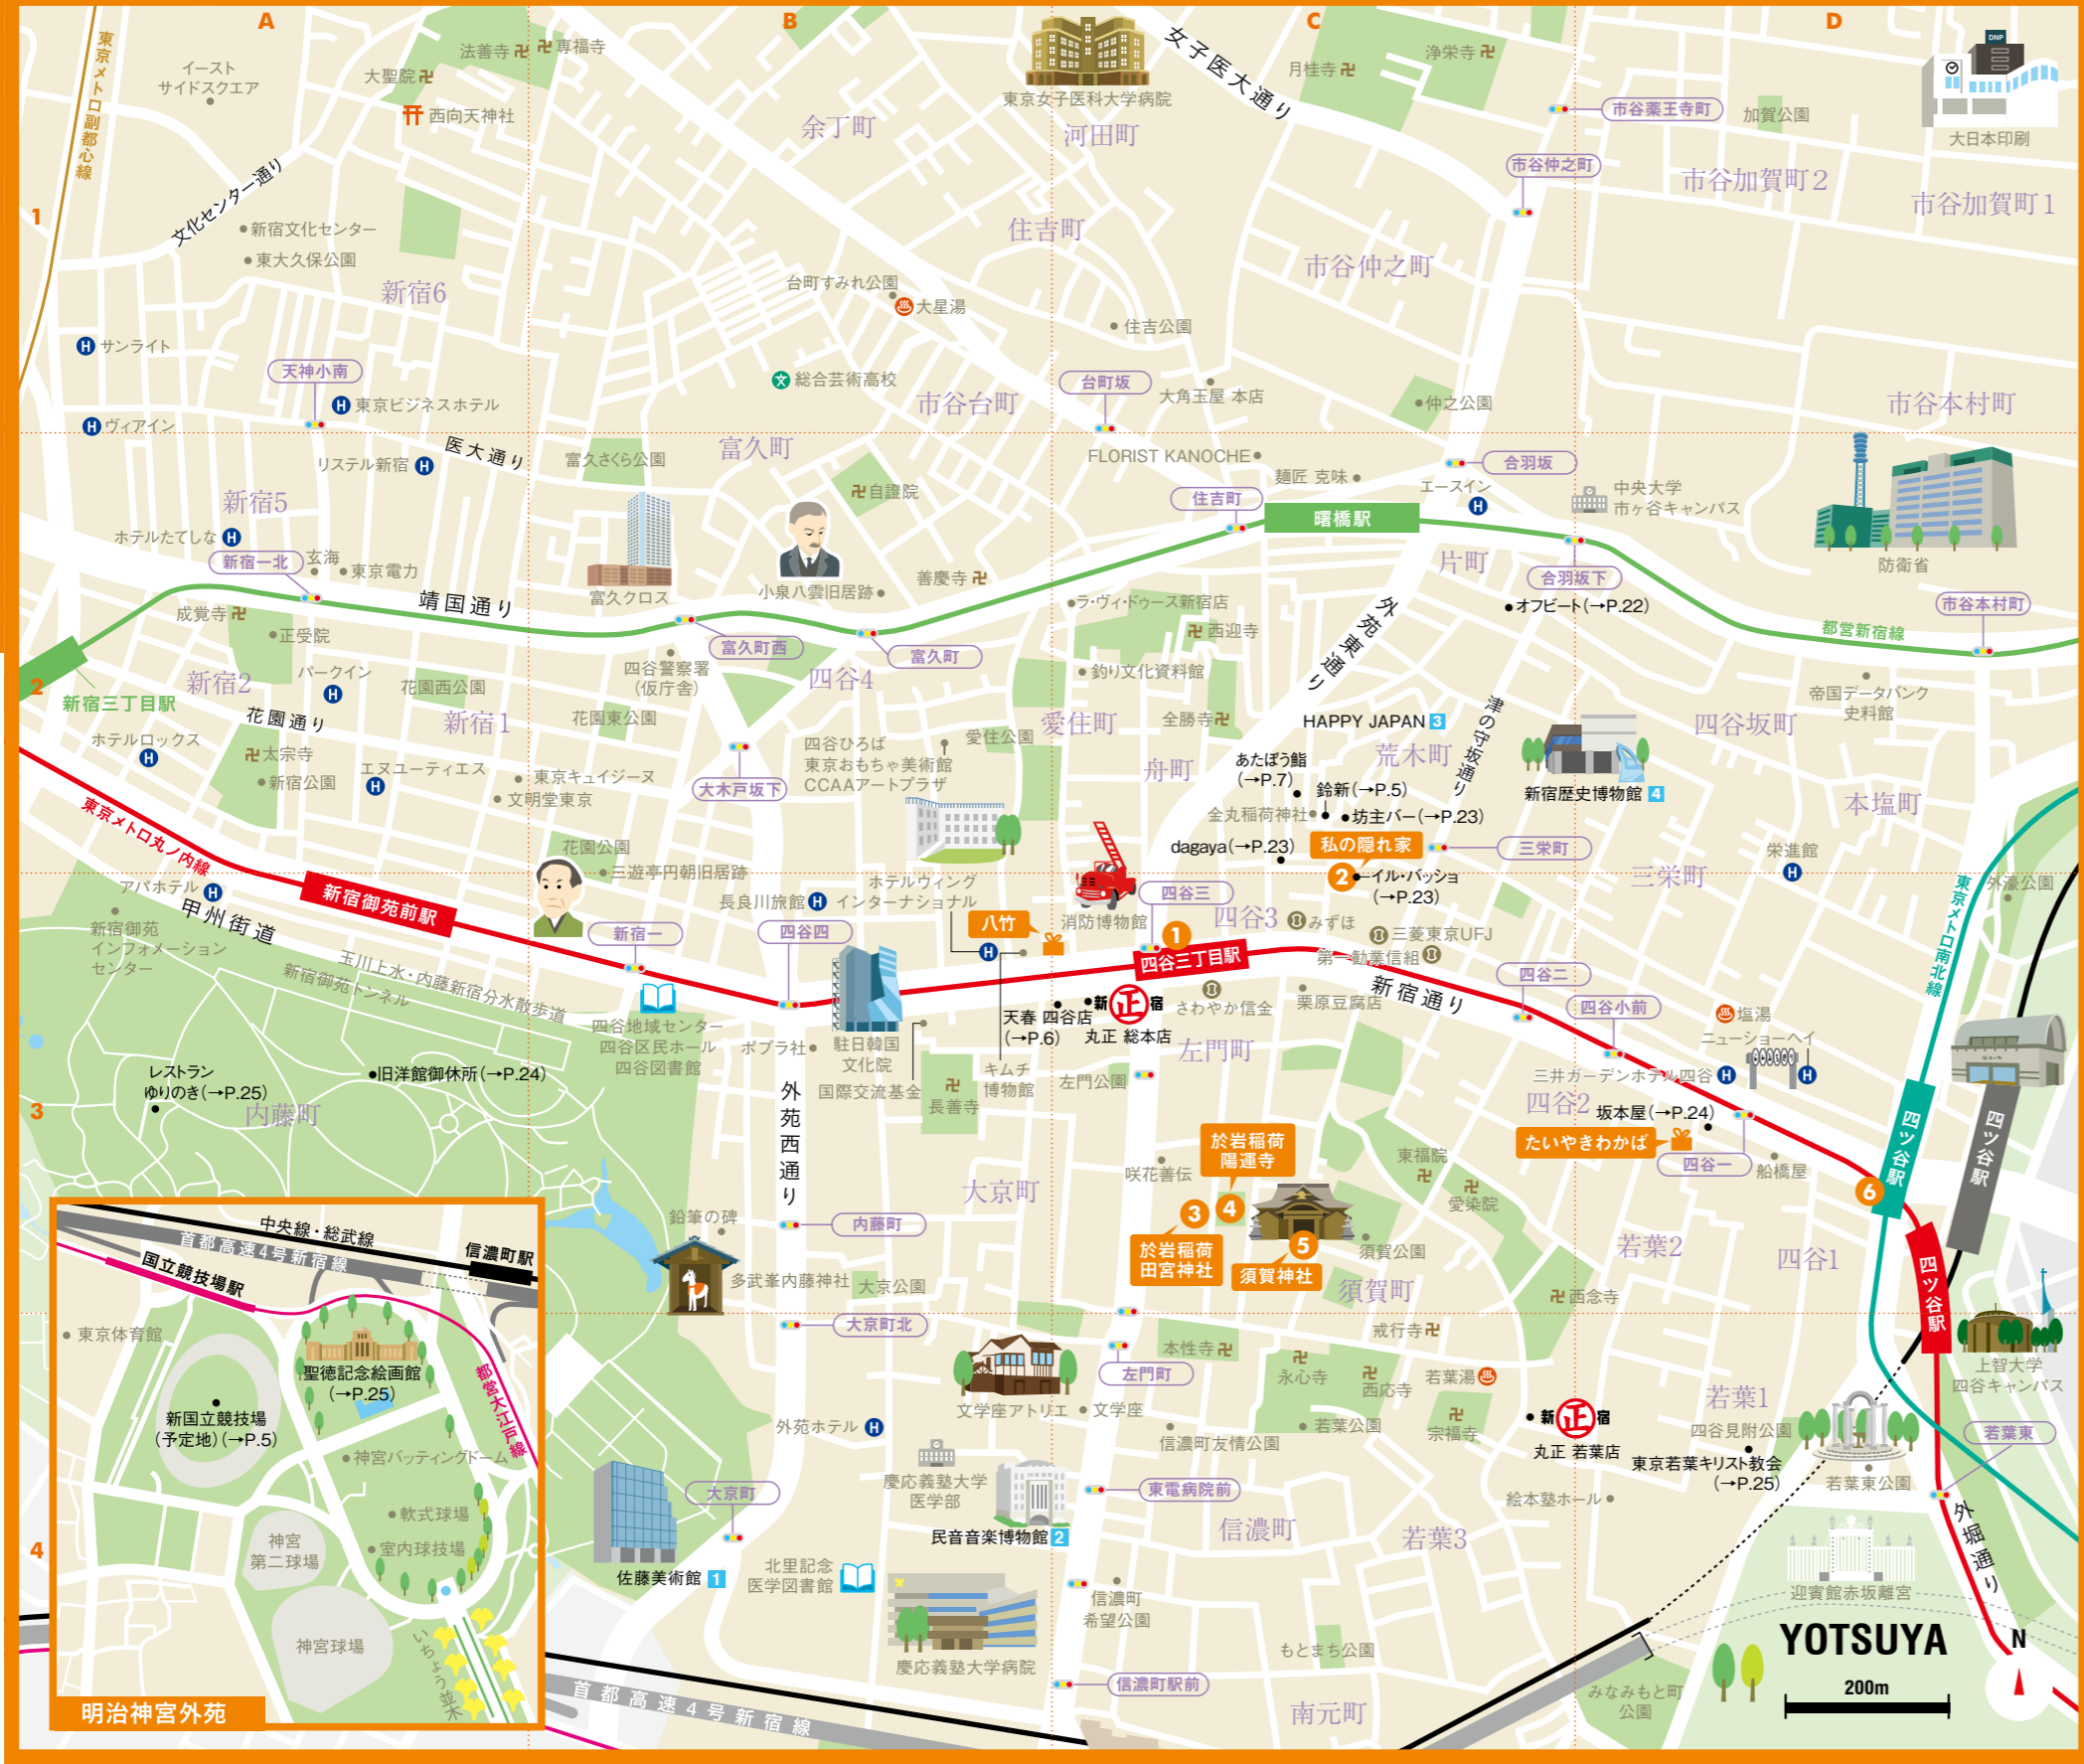 A
B
C
D
1
2
3
4
東京メトロ副都心線
イースト
サイドスクエア
法善寺
専福寺
大聖院
西向天神社
東京女子医科大学病院
女子医大通り
月桂寺
浄栄寺
DNP
大日本印刷
余丁町
河田町
市谷薬王寺町
加賀公園
市谷仲之町
市谷加賀町2
市谷加賀町1
文化センター通り
新宿文化センター
東大久保公園
新宿6
住吉町
市谷仲之町
台町すみれ公園
大星湯
住吉公園
サンライト
天神小南
東京ビジネスホテル
総合芸術高校
市谷台町
台町坂
大角玉屋 本店
仲之公園
市谷本村町
ヴィアイン
医大通り
リステル新宿
富久さくら公園
富久町
FLORIST KANOCHE
麺匠 克味
合羽坂
エースイン
中央大学
市ヶ谷キャンパス
新宿5
自證院
住吉町
曙橋駅
ホテルたてしな
新宿一北
玄海
東京電力
富久クロス
小泉八雲旧居跡
善慶寺
片町
合羽坂下
防衛省
靖国通り
成覚寺
正受院
ラ・ヴィ・ドゥース新宿店
西迎寺
外苑東通り
オフビート(→P.22)
都営新宿線
市谷本村町
富久町西
富久町
四谷警察署
(仮庁舎)
四谷4
釣り文化資料館
新宿三丁目駅
新宿2
パークイン
花園西公園
花園通り
新宿1
花園東公園
愛住町
全勝寺
HAPPY JAPAN 3
津の守坂通り
四谷坂町
帝国データバンク
史料館
ホテルロックス
太宗寺
新宿公園
エヌユーティエス
東京キュイジーヌ
文明堂東京
大木戸坂下
四谷ひろば
東京おもちゃ美術館
CCAAアートプラザ
愛住公園
舟町
荒木町
あたぼう鮨
(→P.7)
鈴新(→P.5)
金丸稲荷神社
坊主バー(→P.23)
新宿歴史博物館 4
本塩町
東京メトロ丸ノ内線
花園公園
三遊亭円朝旧居跡
dagaya(→P.23)
私の隠れ家
2
イル・バッショ
(→P.23)
三栄町
三栄町
栄進館
外濠公園
東京メトロ南北線
アパホテル
甲州街道
新宿御苑前駅
新宿御苑
インフォメーション
センター
長良川旅館
ホテルウィング
インターナショナル
新宿一
四谷四
八竹
消防博物館
四谷三
1
四谷3
みずほ
三菱東京UFJ
第一勧業信組
四谷三丁目駅
玉川上水・内藤新宿分水散歩道
新宿御苑トンネル
四谷地域センター
四谷区民ホール
四谷図書館
ポプラ社
駐日韓国
文化院
国際交流基金
長善寺
キムチ
博物館
天春 四谷店
(→P.6)
新 正 宿
丸正 総本店
さわやか信金
栗原豆腐店
新宿通り
四谷二
四谷小前
塩湯
ニューショーヘイ
三井ガーデンホテル四谷
左門町
左門公園
レストラン
ゆりのき(→P.25)
旧洋館御休所(→P.24)
内藤町
外苑西通り
四谷2
坂本屋(→P.24)
たいやきわかば
四谷一
船橋屋
四ツ谷駅
四ツ谷駅
四ツ谷駅
6
於岩稲荷
陽運寺
咲花善伝
大京町
3
4
5
於岩稲荷
田宮神社
須賀神社
東福院
愛染院
須賀公園
須賀町
若葉2
四谷1
鉛筆の碑
内藤町
多武峯内藤神社
大京公園
大京町北
西念寺
戒行寺
本性寺
左門町
永心寺
西応寺
若葉湯
文学座アトリエ
文学座
外苑ホテル
信濃町友情公園
若葉公園
宗福寺
新 正 宿
丸正 若葉店
若葉1
四谷見附公園
東京若葉キリスト教会
(→P.25)
若葉東公園
上智大学
四谷キャンパス
若葉東
慶応義塾大学
医学部
民音音楽博物館 2
東電病院前
信濃町
絵本塾ホール
若葉3
外堀通り
迎賓館赤坂離宮
大京町
佐藤美術館 1
北里記念
医学図書館
慶応義塾大学病院
信濃町
希望公園
もとまち公園
信濃町駅前
南元町
みなみもと町
公園
首都高速4号新宿線
YOTSUYA
200m
N
中央線・総武線
首都高速4号新宿線
国立競技場駅
信濃町駅
東京体育館
聖徳記念絵画館
(→P.25)
新国立競技場
(予定地)(→P.5)
都営大江戸線
神宮バッティングドーム
軟式球場
室内球技場
神宮
第二球場
神宮球場
いちょう並木
明治神宮外苑